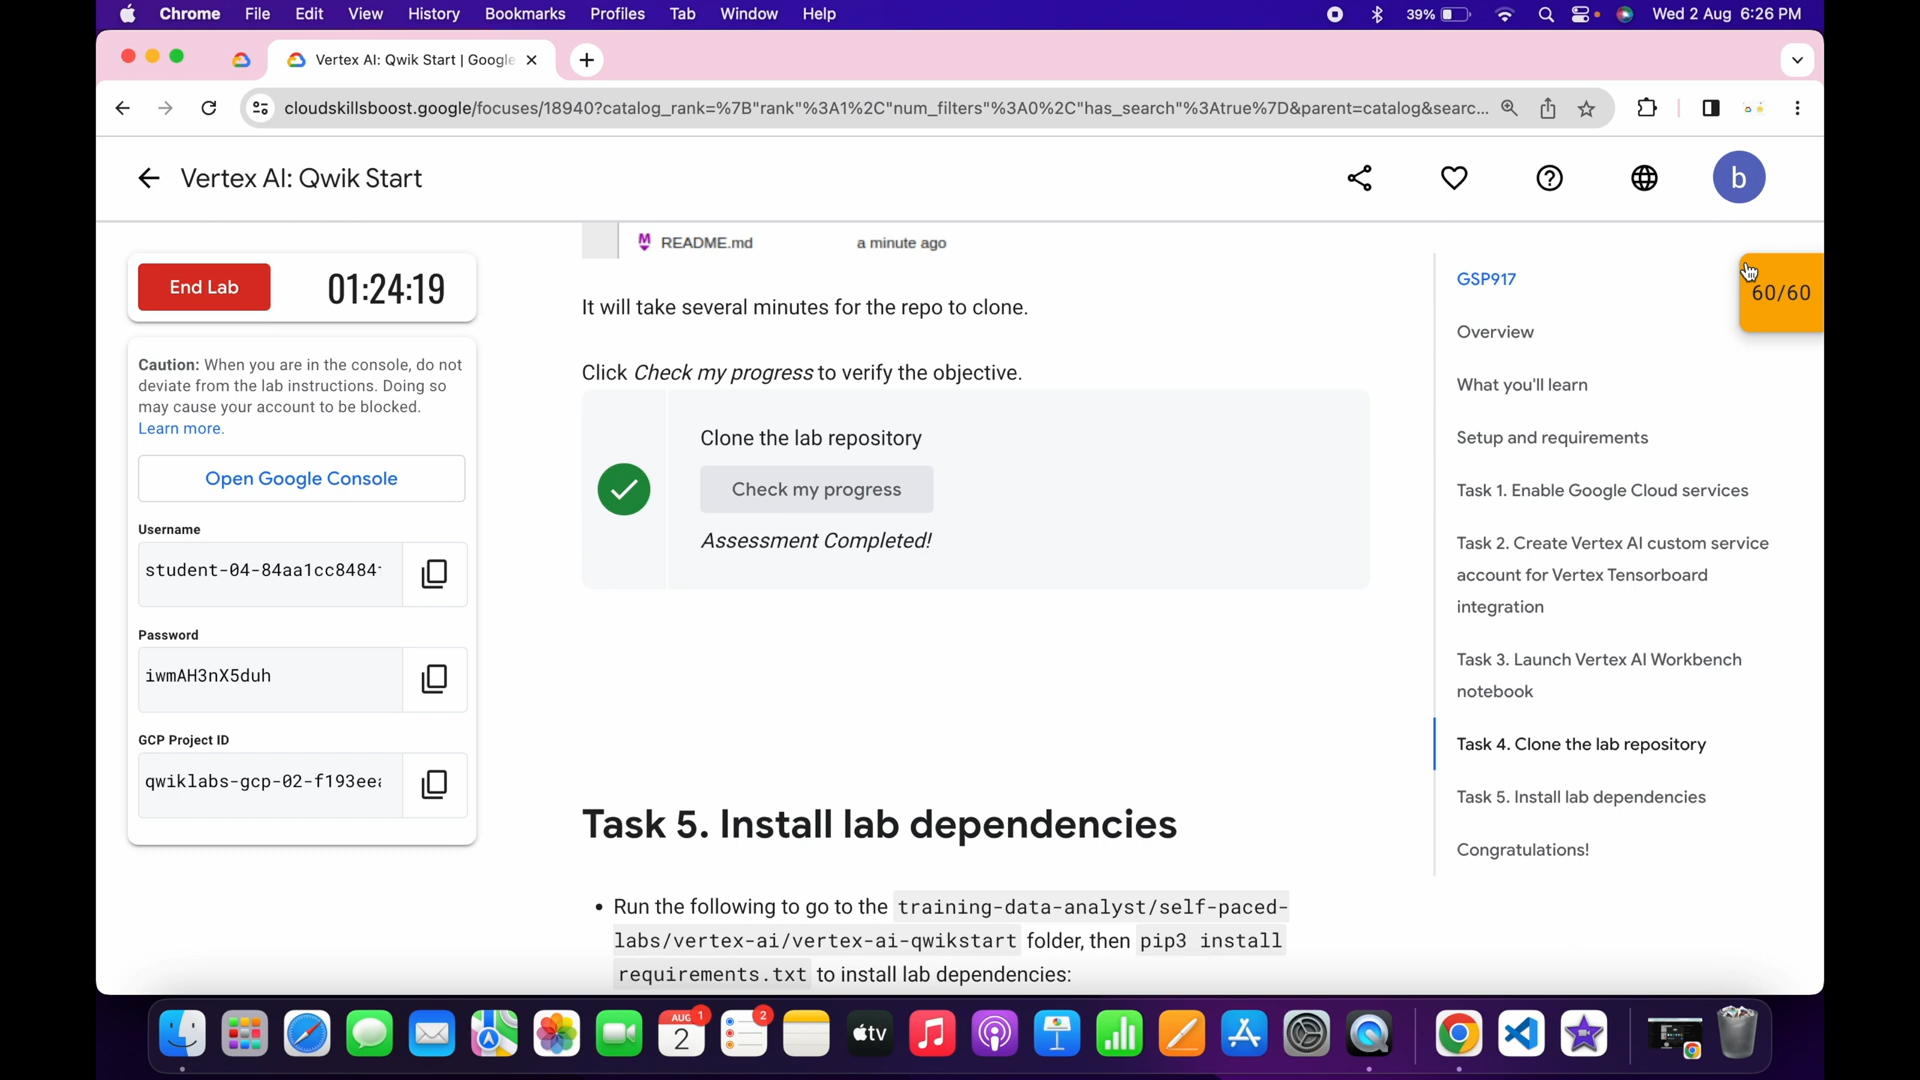 Chrome File Edit View History Bookmarks Profiles Tab Window Help 39% Wed 2 Aug 6:26 PM
Vertex AI: Qwik Start | Google
cloudskillsboost.google/focuses/18940?catalog_rank=%7B"rank"%3A1%2C"num_filters"%3A0%2C"has_search"%3Atrue%7D&parent=catalog&searc...
Vertex AI: Qwik Start
b
End Lab
01:24:19
Caution: When you are in the console, do not
deviate from the lab instructions. Doing so
may cause your account to be blocked.
Learn more.
Open Google Console
Username
student-04-84aa1cc8484
Password
iwmAH3nX5duh
GCP Project ID
qwiklabs-gcp-02-f193ee
README.md a minute ago
It will take several minutes for the repo to clone.
Click Check my progress to verify the objective.
Clone the lab repository
Check my progress
Assessment Completed!
Task 5. Install lab dependencies
• Run the following to go to the training-data-analyst/self-paced-
labs/vertex-ai/vertex-ai-qwikstart folder, then pip3 install
requirements.txt to install lab dependencies:
GSP917
Overview
What you'll learn
Setup and requirements
Task 1. Enable Google Cloud services
Task 2. Create Vertex AI custom service
account for Vertex Tensorboard
integration
Task 3. Launch Vertex AI Workbench
notebook
Task 4. Clone the lab repository
Task 5. Install lab dependencies
Congratulations!
60/60
AUG
2
1
2
tv